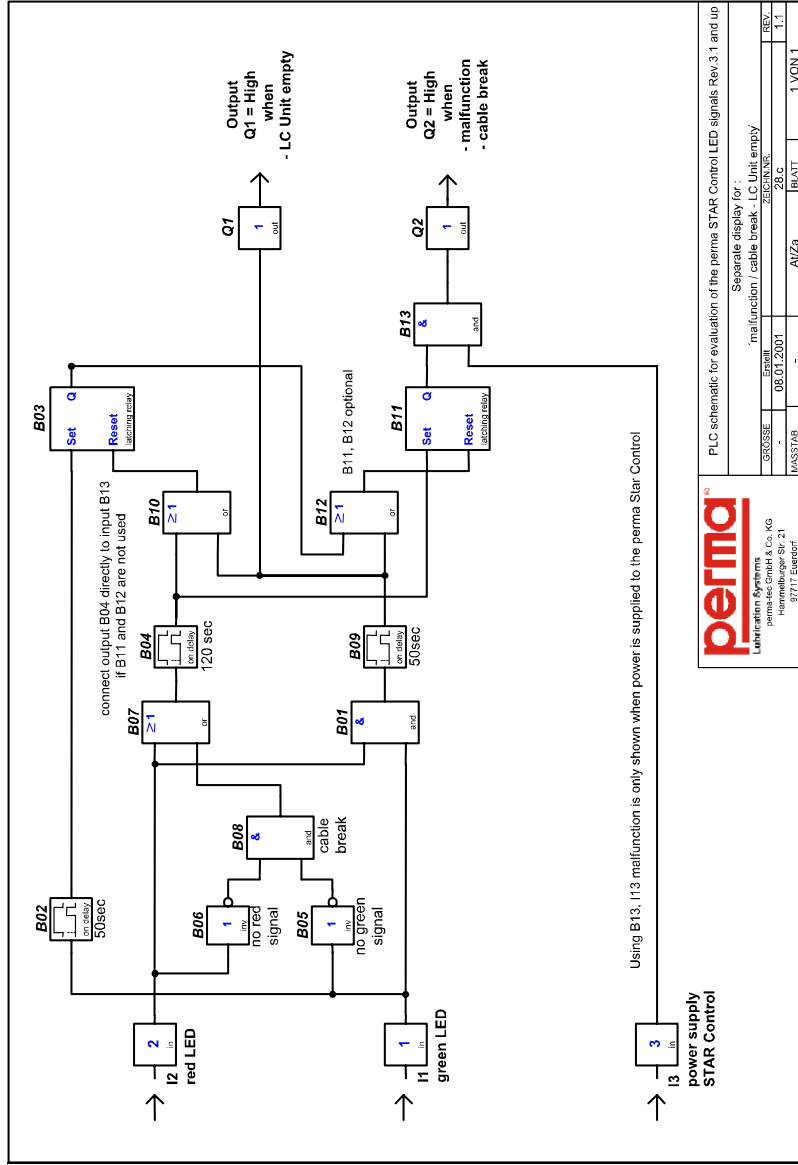 B03
Set
Q
Reset
latching relay
B02
on delay
50sec
connect output B04 directly to input B13
if B11 and B12 are not used
B10
≥ 1
or
B04
on delay
120 sec
B07
≥ 1
or
B08
&
and
cable
break
B06
1
inv
no red
signal
B05
1
inv
no green
signal
2
in
I2
red LED
Q1
1
out
Output
Q1 = High
when
- LC Unit empty
B12
≥ 1
or
B11, B12 optional
B09
on delay
50sec
B01
&
and
1
in
I1
green LED
B11
Set
Q
Reset
latching relay
B13
&
and
Q2
1
out
Output
Q2 = High
when
- malfunction
- cable break
Using B13, I13 malfunction is only shown when power is supplied to the perma Star Control
3
in
I3
power supply
STAR Control
perma®
Lubrication Systems
perma-tec GmbH & Co. KG
Hammelburger Str. 21
97717 Euerdorf
PLC schematic for evaluation of the perma STAR Control LED signals Rev.3.1 and up
Separate display for :
´malfunction / cable break - LC Unit empty´
GRÖSSE
Erstellt
ZEICHN.NR.
REV.
-
08.01.2001
28.c
1.1
MASSTAB
-
At/Za
BLATT
1 VON 1